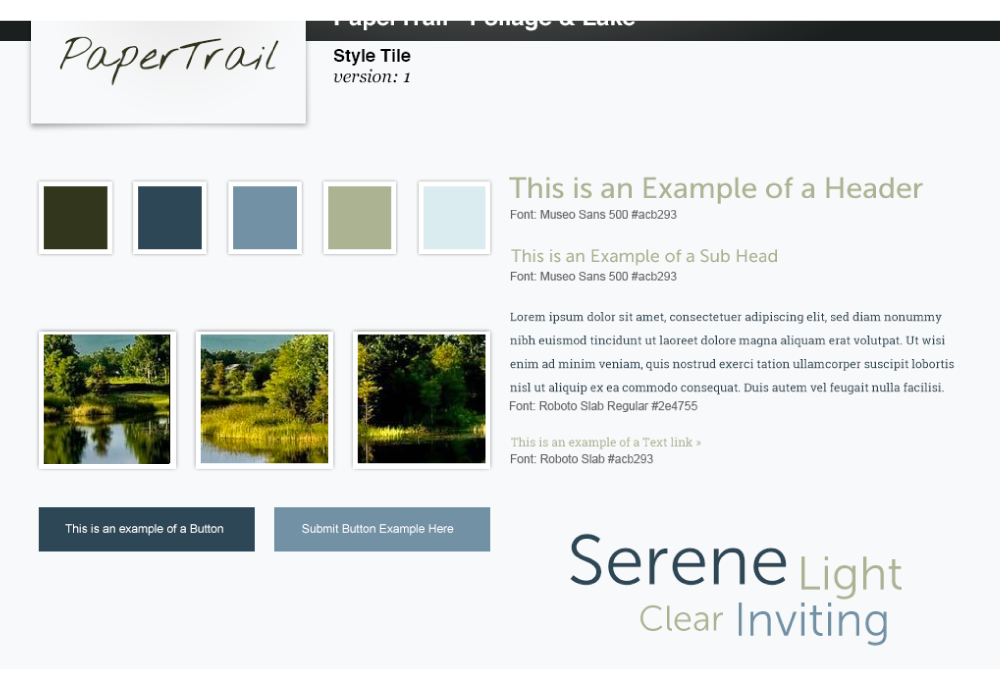 PaperTrail - Foliage & Lake
PaperTrail
Style Tile
version: 1
This is an Example of a Header
Font: Museo Sans 500 #acb293
This is an Example of a Sub Head
Font: Museo Sans 500 #acb293
Lorem ipsum dolor sit amet, consectetuer adipiscing elit, sed diam nonummy
nibh euismod tincidunt ut laoreet dolore magna aliquam erat volutpat. Ut wisi
enim ad minim veniam, quis nostrud exerci tation ullamcorper suscipit lobortis
nisl ut aliquip ex ea commodo consequat. Duis autem vel feugait nulla facilisi.
Font: Roboto Slab Regular #2e4755
This is an example of a Text link »
Font: Roboto Slab #acb293
This is an example of a Button
Submit Button Example Here
Serene Light
Clear Inviting